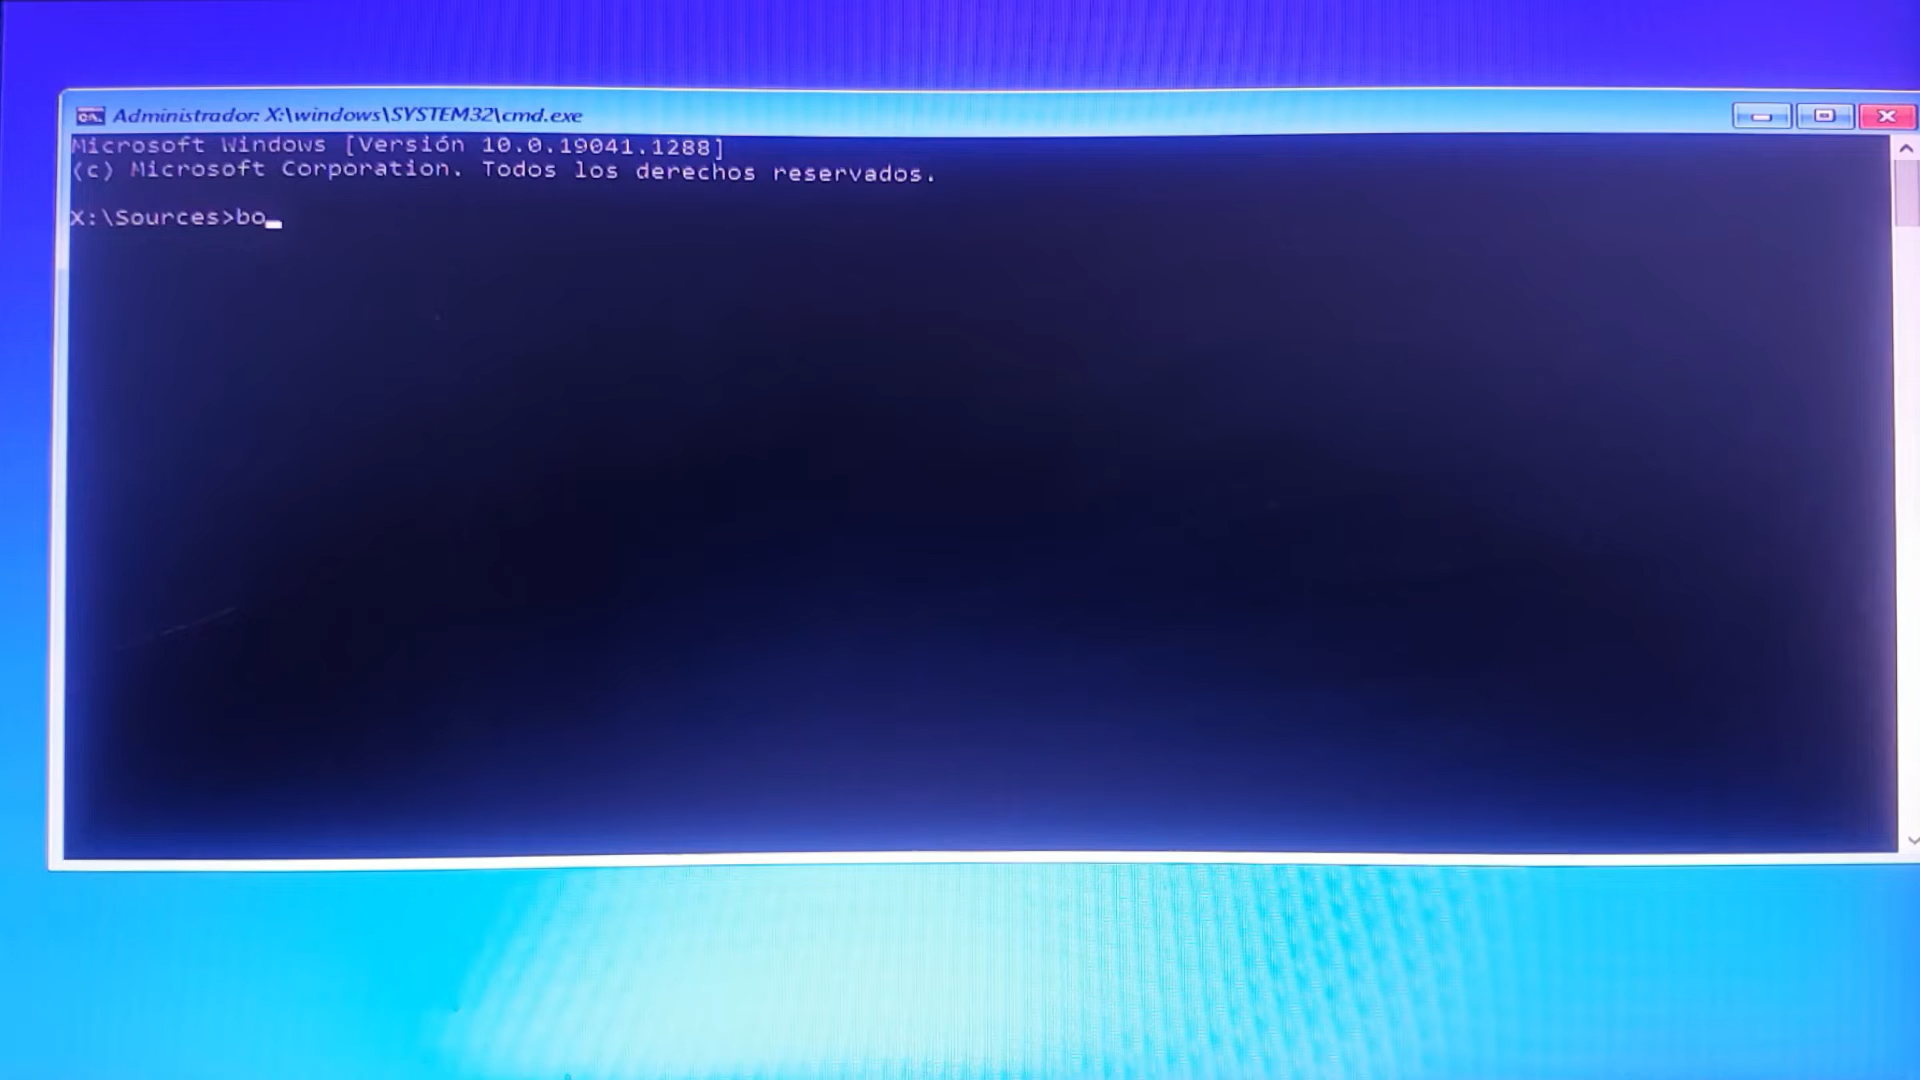 Administrador: X:\windows\SYSTEM32\cmd.exe
Microsoft Windows [Versión 10.0.19041.1288]
(c) Microsoft Corporation. Todos los derechos reservados.
X:\Sources>bo_